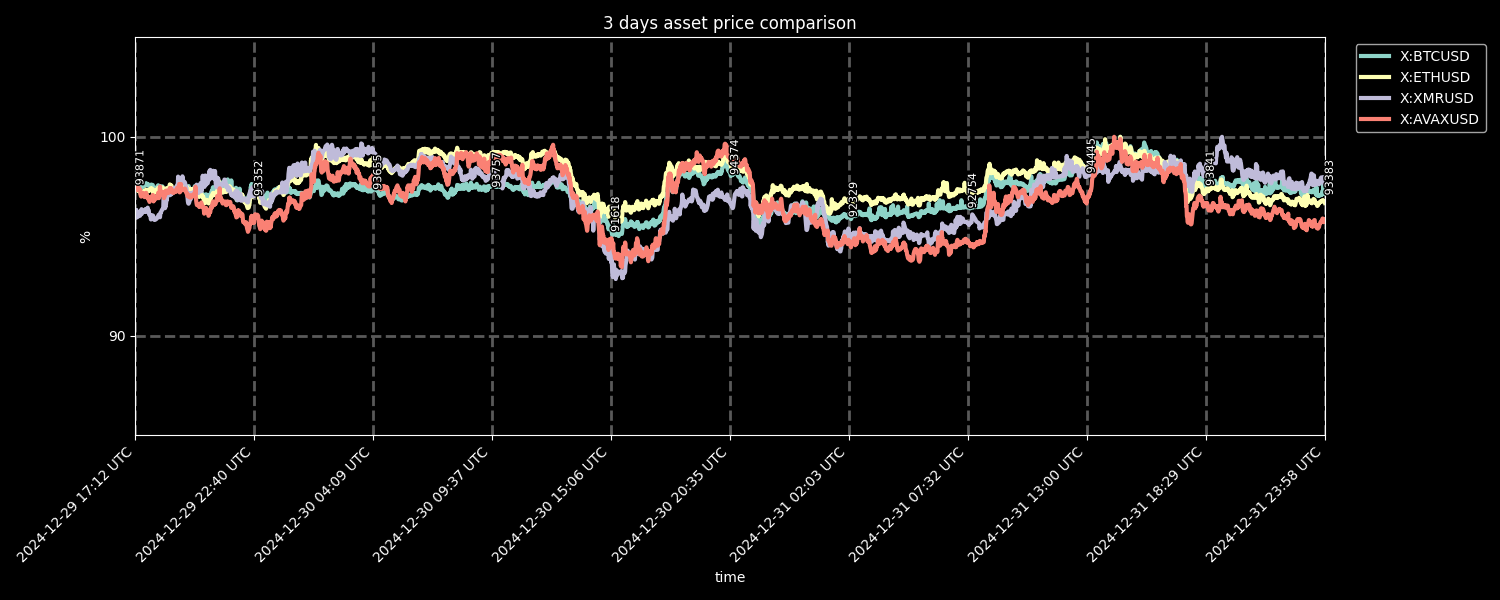 3 days asset price comparison
X:BTCUSD
X:ETHUSD
X:XMRUSD
X:AVAXUSD
100
90
%
93871
93352
93655
93757
91618
94374
92329
92754
94445
93841
93383
2024-12-29 17:12 UTC
2024-12-29 22:40 UTC
2024-12-30 04:09 UTC
2024-12-30 09:37 UTC
2024-12-30 15:06 UTC
2024-12-30 20:35 UTC
2024-12-31 02:03 UTC
2024-12-31 07:32 UTC
2024-12-31 13:00 UTC
2024-12-31 18:29 UTC
2024-12-31 23:58 UTC
time